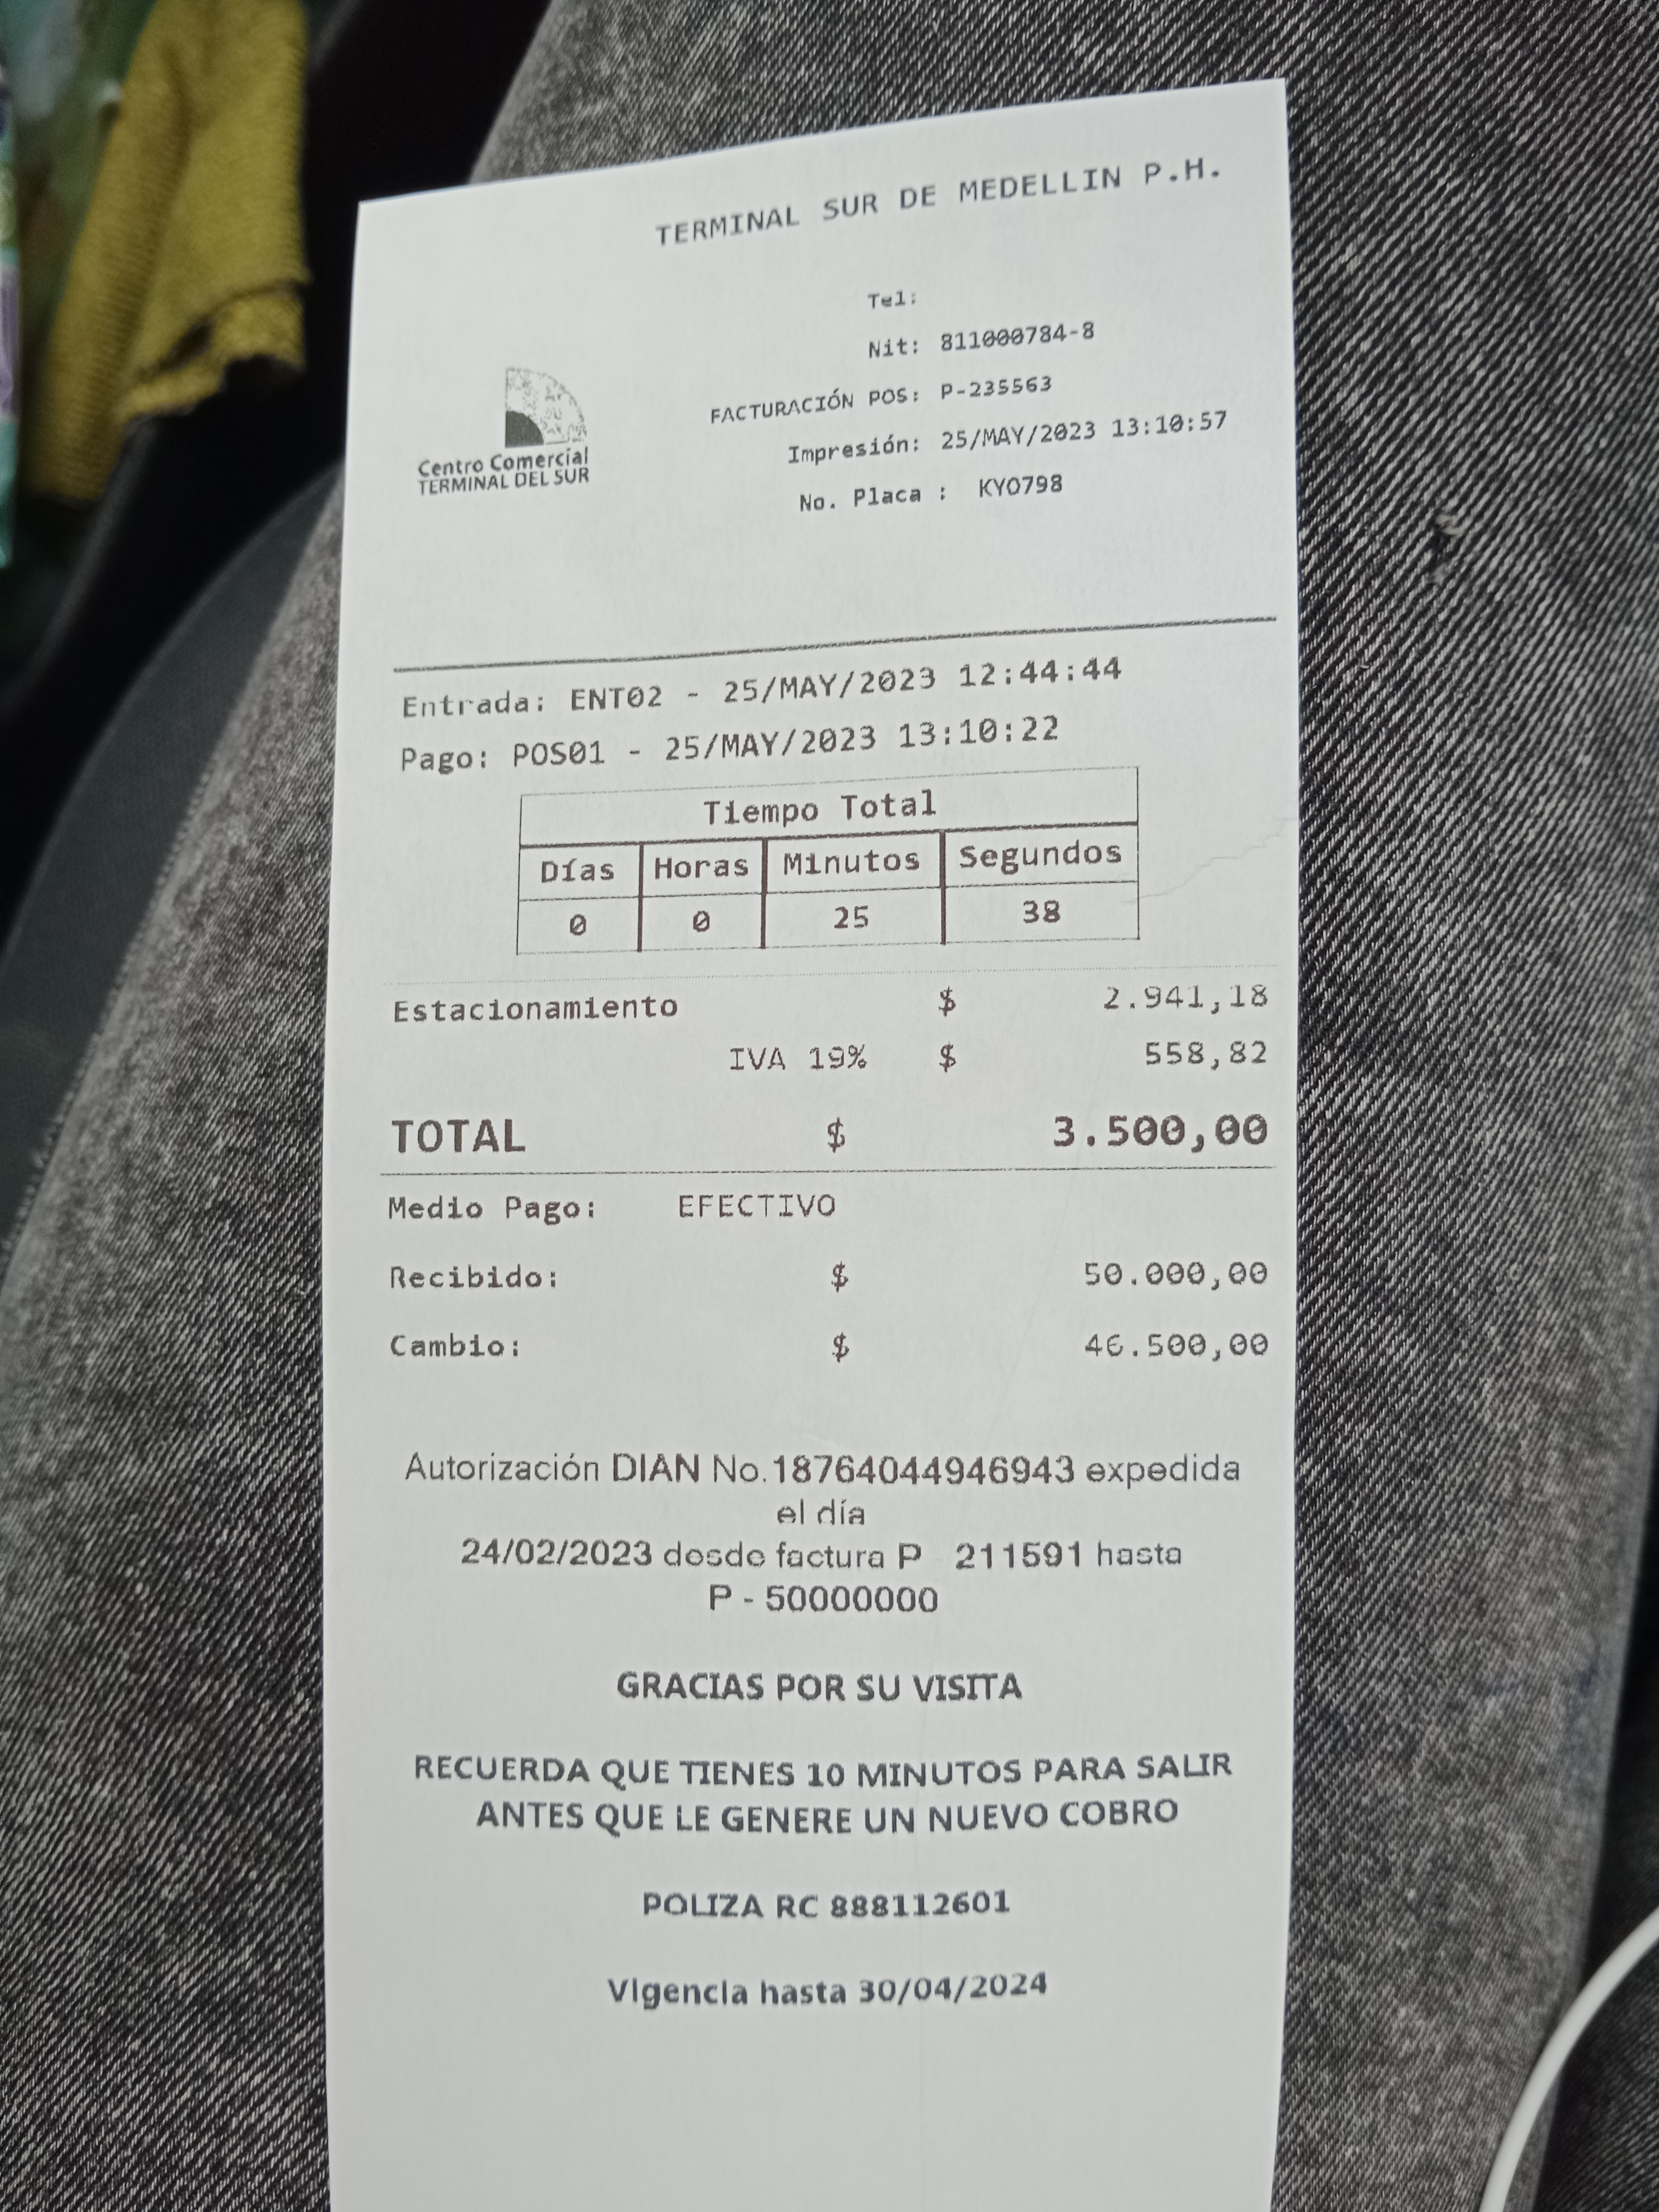 TERMINAL SUR DE MEDELLIN P.H.
Tel:
Nit: 811000784-8
FACTURACIÓN POS: P-235563
Impresión: 25/MAY/2023 13:10:57
No. Placa : KYO798
Centro Comercial
TERMINAL DEL SUR
Entrada: ENT02 - 25/MAY/2023 12:44:44
Pago: POS01 - 25/MAY/2023 13:10:22
Tiempo Total
Días Horas Minutos Segundos
0 0 25 38
Estacionamiento $ 2.941,18
IVA 19% $ 558,82
TOTAL $ 3.500,00
Medio Pago: EFECTIVO
Recibido: $ 50.000,00
Cambio: $ 46.500,00
Autorización DIAN No.18764044946943 expedida
el día
24/02/2023 desde factura P 211591 hasta
P - 50000000
GRACIAS POR SU VISITA
RECUERDA QUE TIENES 10 MINUTOS PARA SALIR
ANTES QUE LE GENERE UN NUEVO COBRO
POLIZA RC 888112601
Vigencia hasta 30/04/2024